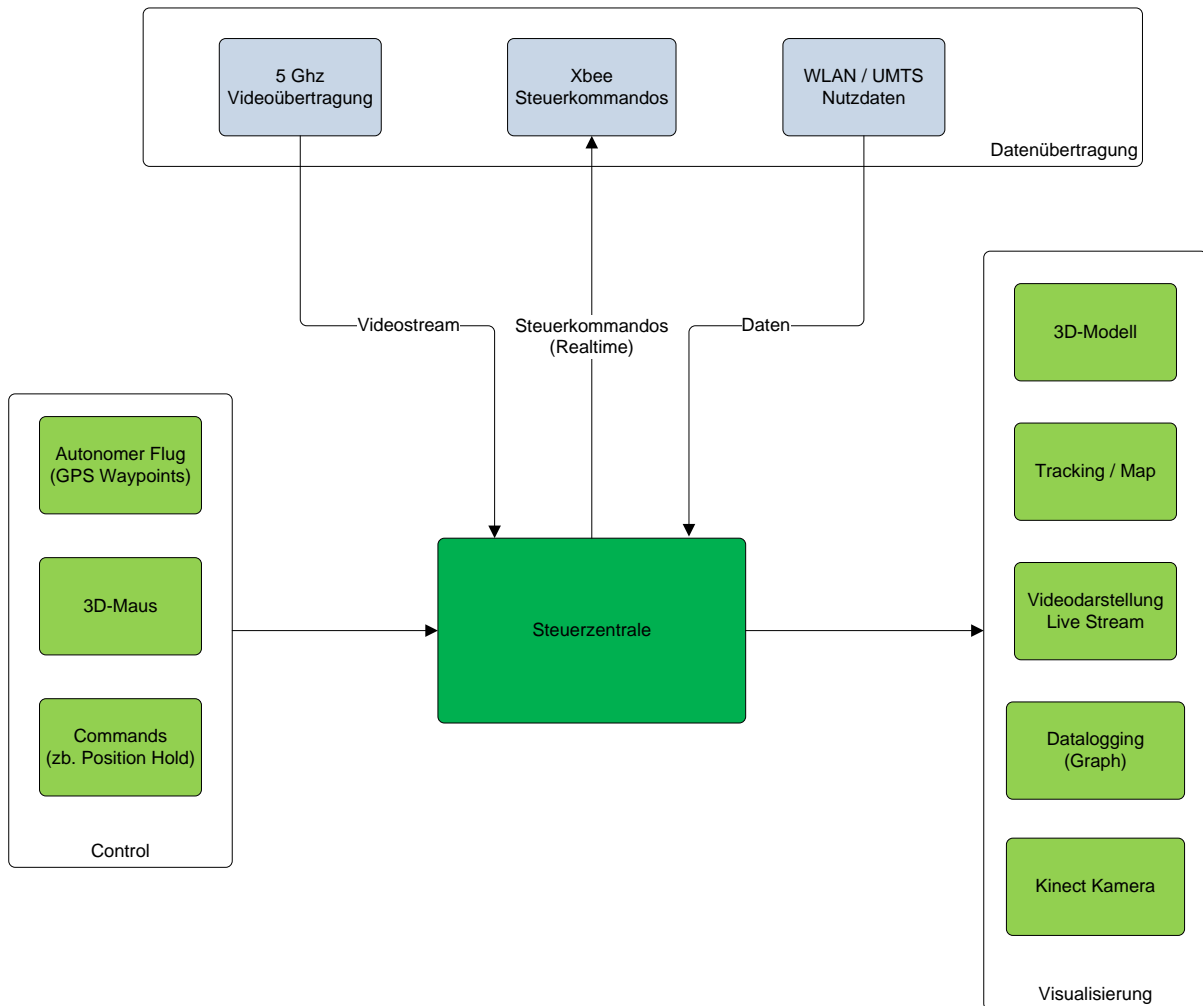 5 Ghz
Videoübertragung
Xbee
Steuerkommandos
WLAN / UMTS
Nutzdaten
Datenübertragung
Videostream
Steuerkommandos
(Realtime)
Daten
Autonomer Flug
(GPS Waypoints)
3D-Maus
Commands
(zb. Position Hold)
Control
Steuerzentrale
3D-Modell
Tracking / Map
Videodarstellung
Live Stream
Datalogging
(Graph)
Kinect Kamera
Visualisierung